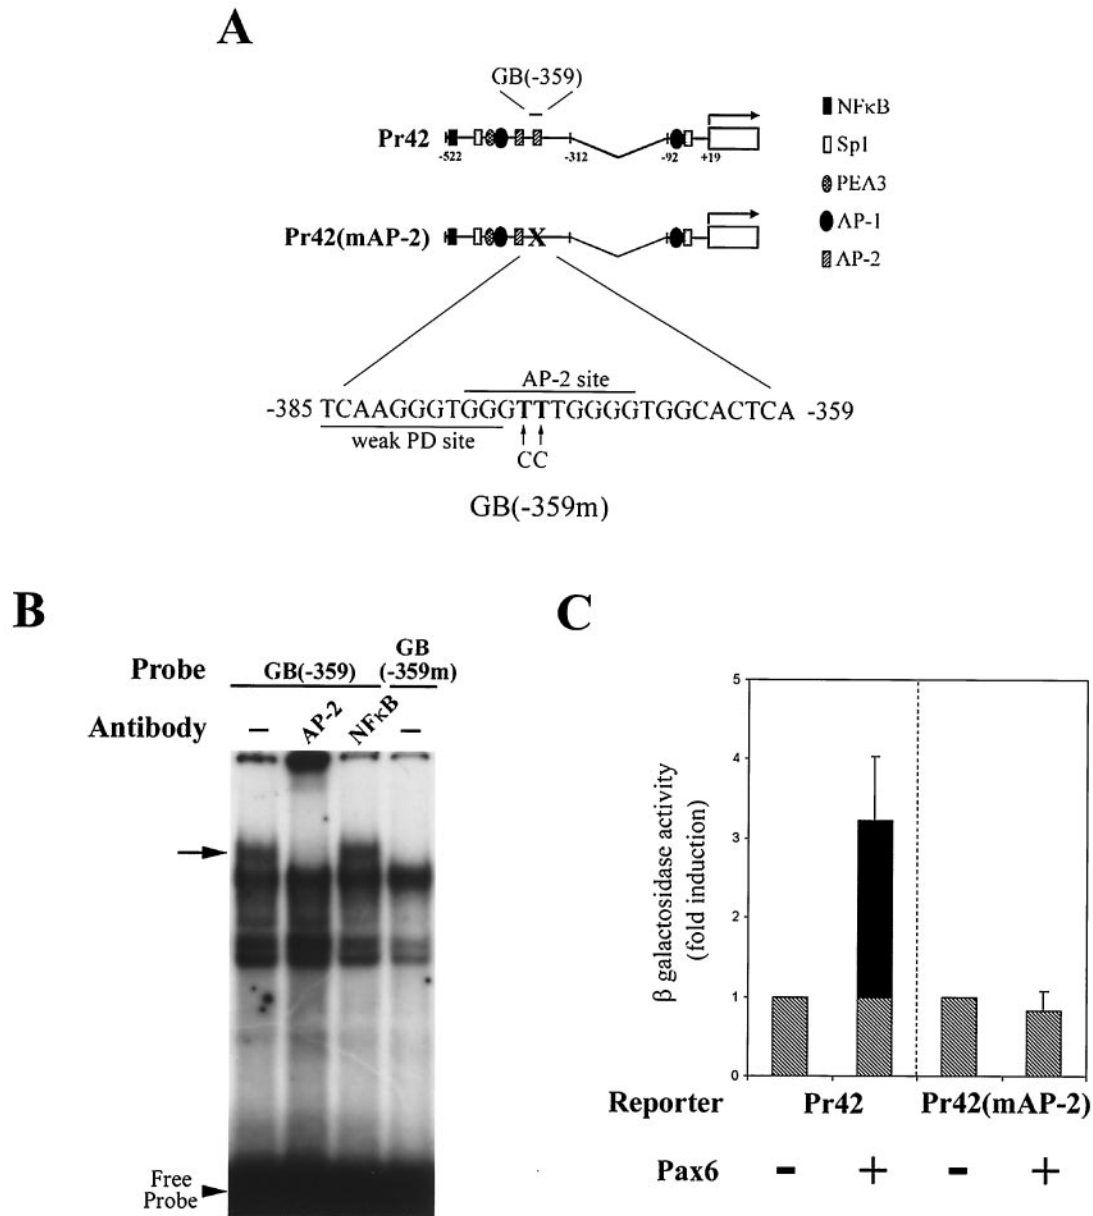 A
GB(-359)
Pr42
-522
-312
-92
+19
NFκB
Sp1
PEA3
AP-1
AP-2
Pr42(mAP-2)
X
AP-2 site
-385 TCAAGGGTGGGTTTGGGGTGGCACTCA -359
weak PD site
CC
GB(-359m)
B
Probe
GB(-359)
GB
(-359m)
Antibody
–
AP-2
NFκB
–
Free
Probe
C
β galactosidase activity
(fold induction)
5
4
3
2
1
0
Reporter
Pr42
Pr42(mAP-2)
Pax6
- + - +